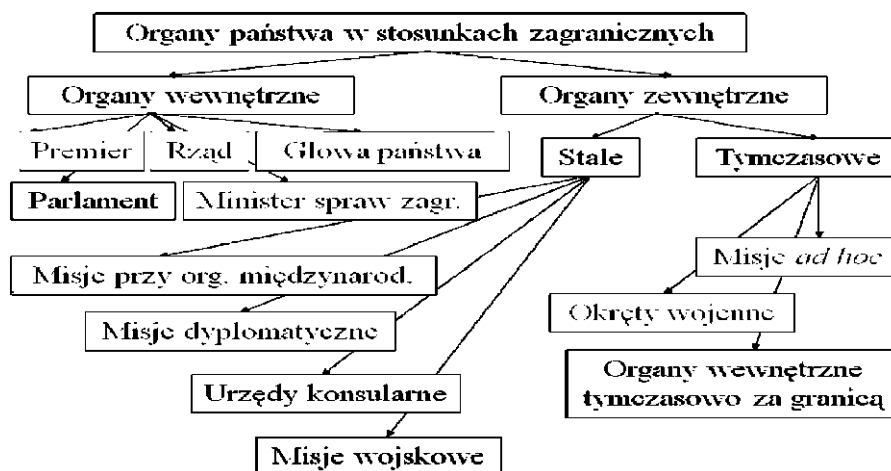 Organy państwa w stosunkach zagranicznych
Organy wewnętrzne
Organy zewnętrzne
Premier
Rząd
Głowa państwa
Stałe
Tymczasowe
Parlament
Minister spraw zagr.
Misje przy org. międzynarod.
Misje ad hoc
Misje dyplomatyczne
Okręty wojenne
Urzędy konsularne
Organy wewnętrzne
tymczasowo za granicą
Misje wojskowe